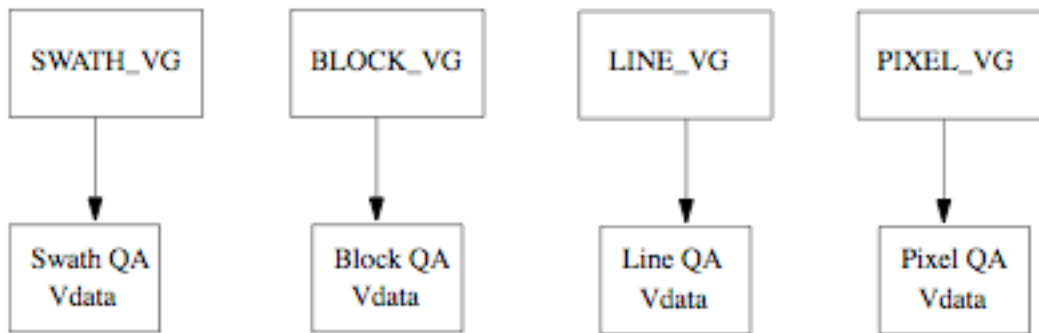 SWATH_VG
BLOCK_VG
LINE_VG
PIXEL_VG
Swath QA
Vdata
Block QA
Vdata
Line QA
Vdata
Pixel QA
Vdata